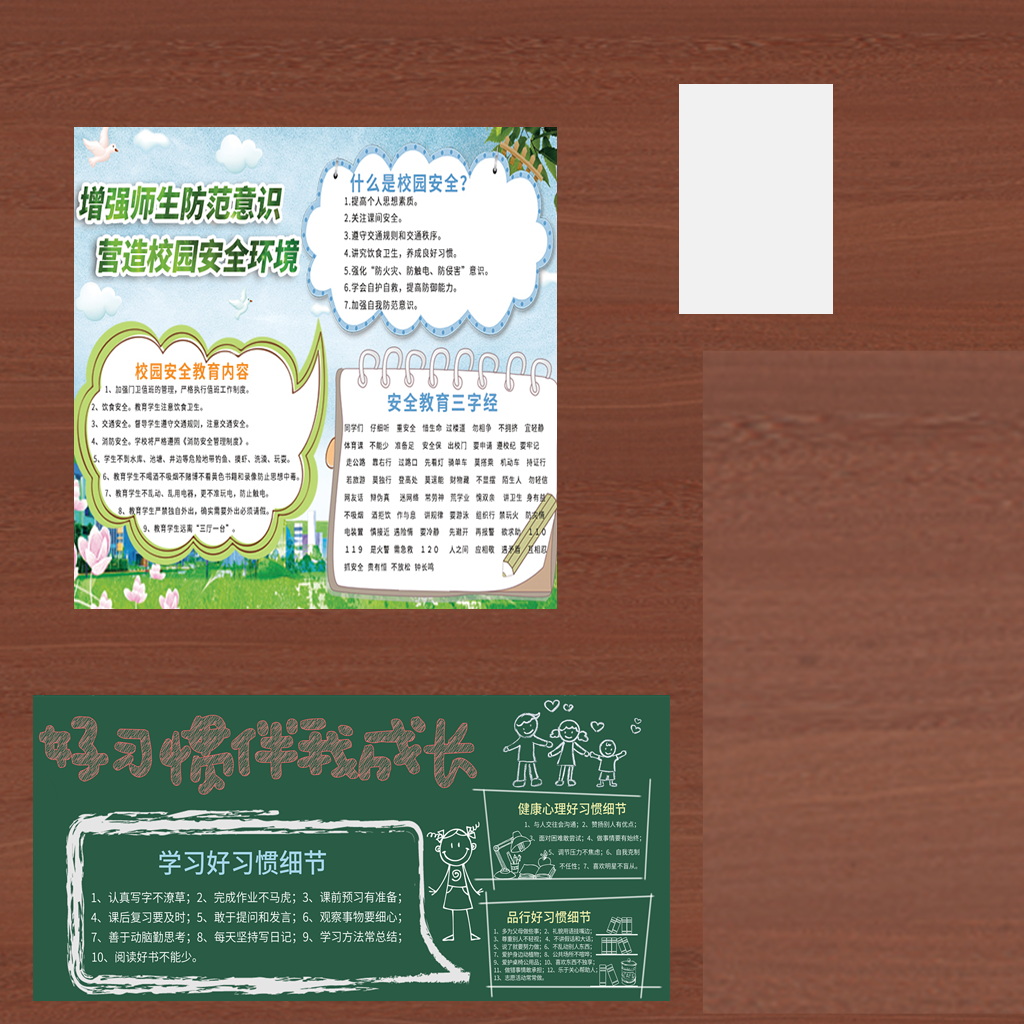 增强师生防范意识
营造校园安全环境
什么是校园安全?
1.提高个人思想素质。
2.关注课间安全。
3.遵守交通规则和交通秩序。
4.讲究饮食卫生，养成良好习惯。
5.强化“防火灾、防触电、防侵害”意识。
6.学会自护自救，提高防御能力。
7.加强自我防范意识。
校园安全教育内容
1、加强门卫值班的管理，严格执行值班工作制度。
2、饮食安全。教育学生注意饮食卫生。
3、交通安全。督导学生遵守交通规则，注意交通安全。
4、消防安全。学校将严格遵照《消防安全管理制度》。
5、学生不到水库、池塘、井边等危险地带钓鱼、摸虾、洗澡、玩耍。
6、教育学生不喝酒不吸烟不赌博不看黄色书籍和录像防止思想中毒。
7、教育学生不乱动、乱用电器，更不准玩电，防止触电。
8、教育学生严禁独自外出，确实需要外出必须请假。
9、教育学生远离“三厅一台”。
安全教育三字经
同学们 仔细听 重安全 惜生命 过楼道 勿相争 不拥挤 宜轻静
体育课 不能少 准备足 安全保 出校门 要申请 遵校纪 要牢记
走公路 靠右行 过路口 先看灯 骑单车 莫搭乘 机动车 持证行
若旅游 莫独行 登高处 莫逞能 财物藏 不显摆 陌生人 勿轻信
网友话 辩伪真 迷网络 常劳神 荒学业 愧双亲 讲卫生 身有益
不吸烟 酒拒饮 作与息 讲规律 要游泳 组织行 禁玩火 防灾情
电装置 慎接近 遇险情 要冷静 先避开 再报警 欲求助 110
119 是火警 需急救 120 人之间 应相敬 遇矛盾 互相忍
抓安全 贵有恒 不放松 钟长鸣
好习惯伴我成长
学习好习惯细节
1、认真写字不潦草；2、完成作业不马虎；3、课前预习有准备；
4、课后复习要及时；5、敢于提问和发言；6、观察事物要细心；
7、善于动脑勤思考；8、每天坚持写日记；9、学习方法常总结；
10、阅读好书不能少。
健康心理好习惯细节
1、与人交往会沟通；2、赞扬别人有优点；
3、面对困难敢尝试；4、做事情要有始终；
5、调节压力不焦虑；6、自我克制
不任性；7、喜欢明星不盲从。
品行好习惯细节
1、多为父母做些事；2、礼貌用语挂嘴边；
3、尊重别人不轻视；4、不讲假话和大话；
5、说了就要努力做；6、不乱动别人东西；
7、爱护身边动植物；8、公共场所不喧哗；
9、爱护桌椅公用品；10、喜欢东西不独享；
11、做错事情敢承担；12、乐于关心帮助人；
13、志愿活动常常做。